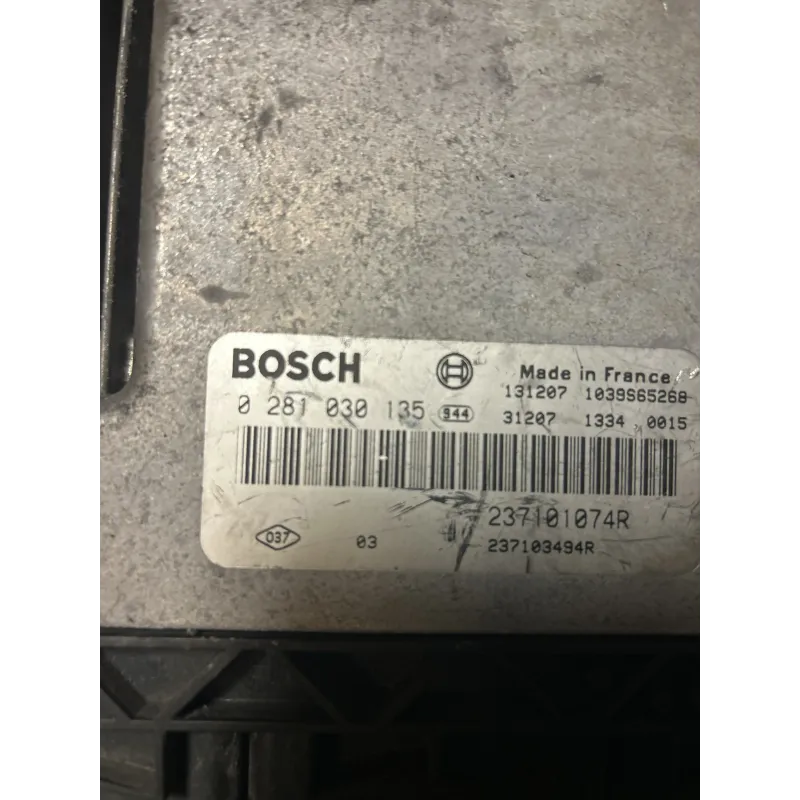 BOSCH
Made in France
131207 1039S65268
0 281 030 135 944
31207 1334 0015
237101074R
037 03
237103494R